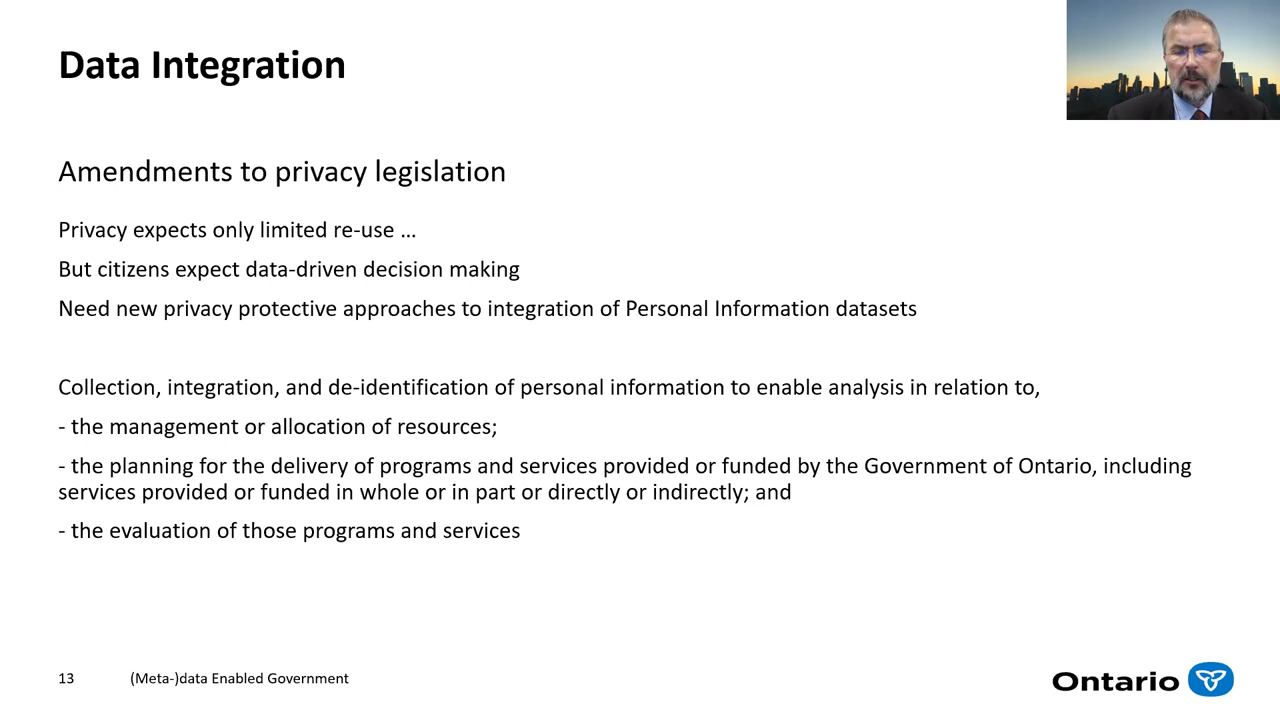 Data Integration
Amendments to privacy legislation
Privacy expects only limited re-use …
But citizens expect data-driven decision making
Need new privacy protective approaches to integration of Personal Information datasets
Collection, integration, and de-identification of personal information to enable analysis in relation to,
- the management or allocation of resources;
- the planning for the delivery of programs and services provided or funded by the Government of Ontario, including
services provided or funded in whole or in part or directly or indirectly; and
- the evaluation of those programs and services
13 (Meta-)data Enabled Government
Ontario